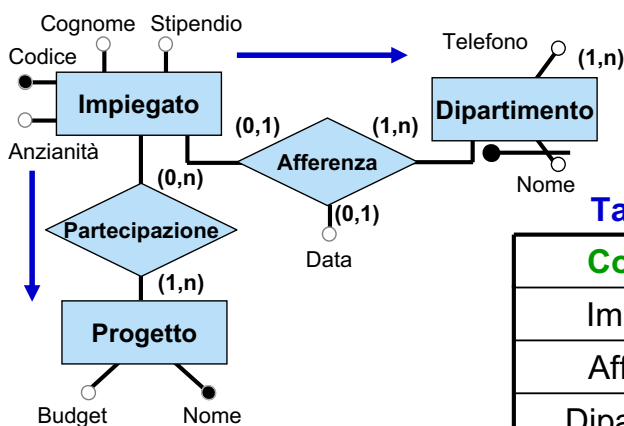 Cognome Stipendio
Codice
Telefono
(1,n)
Impiegato
Dipartimento
(0,1)
(1,n)
Anzianità
Afferenza
(0,n)
Nome
(0,1)
Partecipazione
Data
(1,n)
Progetto
Budget
Nome